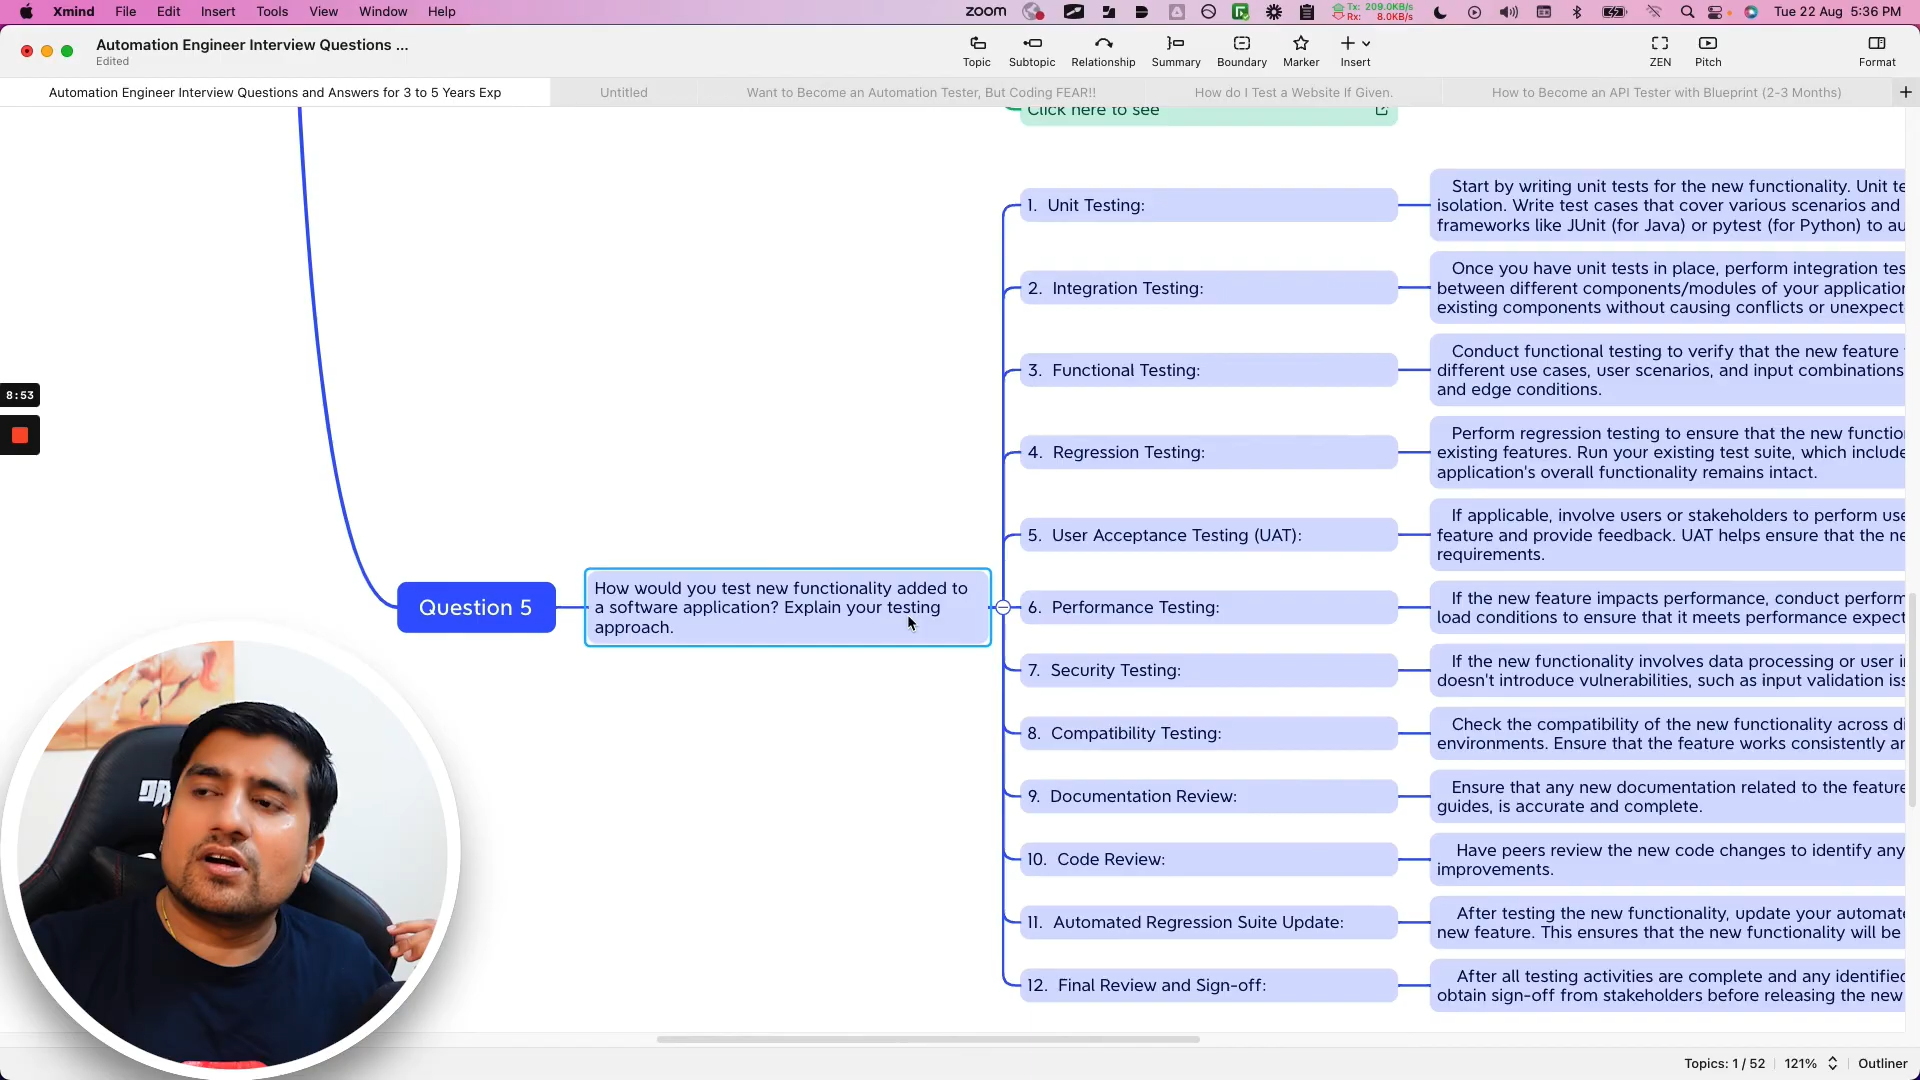 Xmind File Edit Insert Tools View Window Help
zoom
Tx: 209.0KB/s
Rx: 8.0KB/s
Tue 22 Aug 5:36 PM
Automation Engineer Interview Questions ...
Edited
Topic Subtopic Relationship Summary Boundary Marker Insert
ZEN Pitch Format
Automation Engineer Interview Questions and Answers for 3 to 5 Years Exp
Untitled
Want to Become an Automation Tester, But Coding FEAR!!
How do I Test a Website If Given.
How to Become an API Tester with Blueprint (2-3 Months)
Click here to see
8:53
Question 5
How would you test new functionality added to
a software application? Explain your testing
approach.
1. Unit Testing:
Start by writing unit tests for the new functionality. Unit te
isolation. Write test cases that cover various scenarios and
frameworks like JUnit (for Java) or pytest (for Python) to au
2. Integration Testing:
Once you have unit tests in place, perform integration tes
between different components/modules of your application
existing components without causing conflicts or unexpect
3. Functional Testing:
Conduct functional testing to verify that the new feature
different use cases, user scenarios, and input combinations
and edge conditions.
4. Regression Testing:
Perform regression testing to ensure that the new functio
existing features. Run your existing test suite, which include
application's overall functionality remains intact.
5. User Acceptance Testing (UAT):
If applicable, involve users or stakeholders to perform use
feature and provide feedback. UAT helps ensure that the ne
requirements.
6. Performance Testing:
If the new feature impacts performance, conduct perform
load conditions to ensure that it meets performance expect
7. Security Testing:
If the new functionality involves data processing or user i
doesn't introduce vulnerabilities, such as input validation iss
8. Compatibility Testing:
Check the compatibility of the new functionality across di
environments. Ensure that the feature works consistently a
9. Documentation Review:
Ensure that any new documentation related to the feature
guides, is accurate and complete.
10. Code Review:
Have peers review the new code changes to identify any
improvements.
11. Automated Regression Suite Update:
After testing the new functionality, update your automate
new feature. This ensures that the new functionality will be
12. Final Review and Sign-off:
After all testing activities are complete and any identified
obtain sign-off from stakeholders before releasing the new
Topics: 1 / 52 121% Outliner